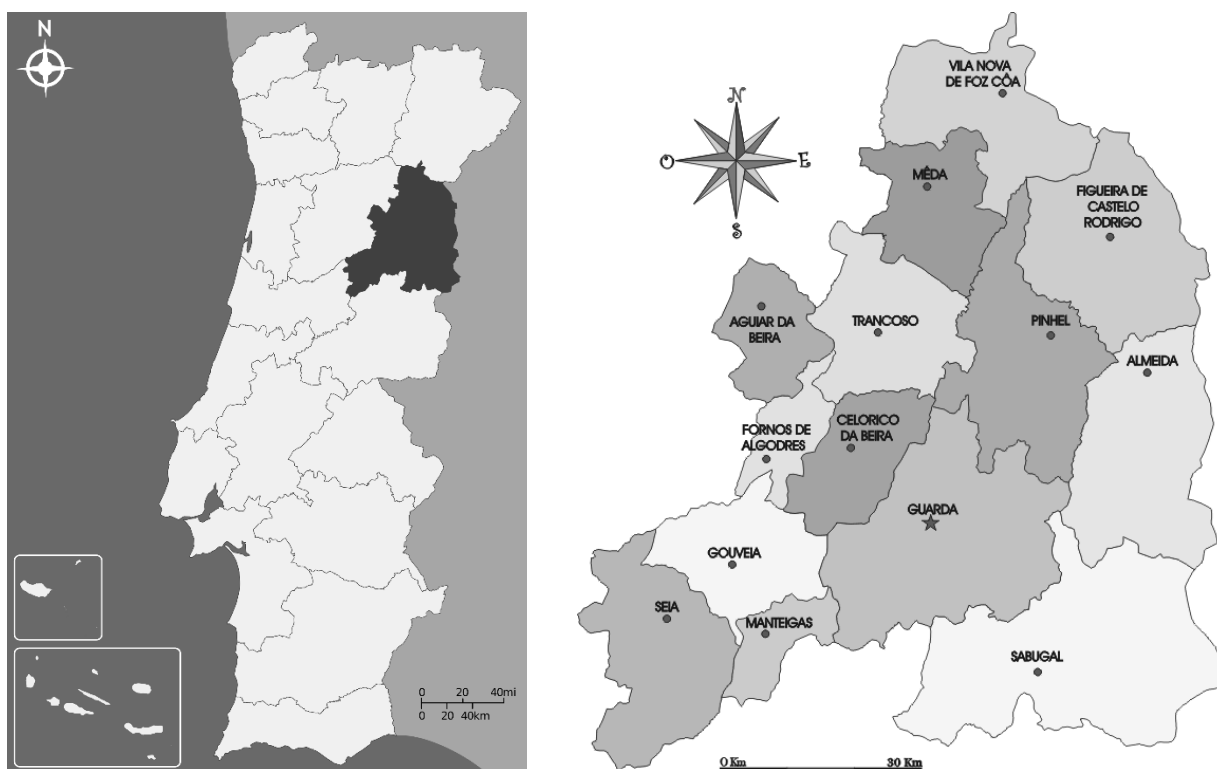 N
0 20 40mi
0 20 40km
N
O
E
S
VILA NOVA
DE FOZ CÔA
MÊDA
FIGUEIRA DE
CASTELO
RODRIGO
AGUIAR DA
BEIRA
TRANCOSO
PINHEL
ALMEIDA
FORNOS DE
ALGODRES
CELORICO
DA BEIRA
GUARDA
GOUVEIA
SEIA
MANTEIGAS
SABUGAL
0 Km 30 Km